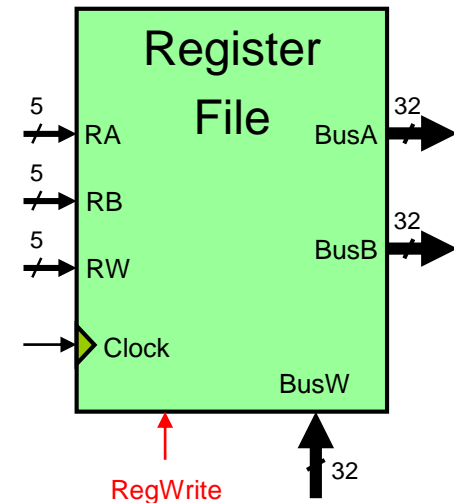 Register
File
5
RA
32
BusA
5
RB
32
BusB
5
RW
Clock
BusW
32
RegWrite